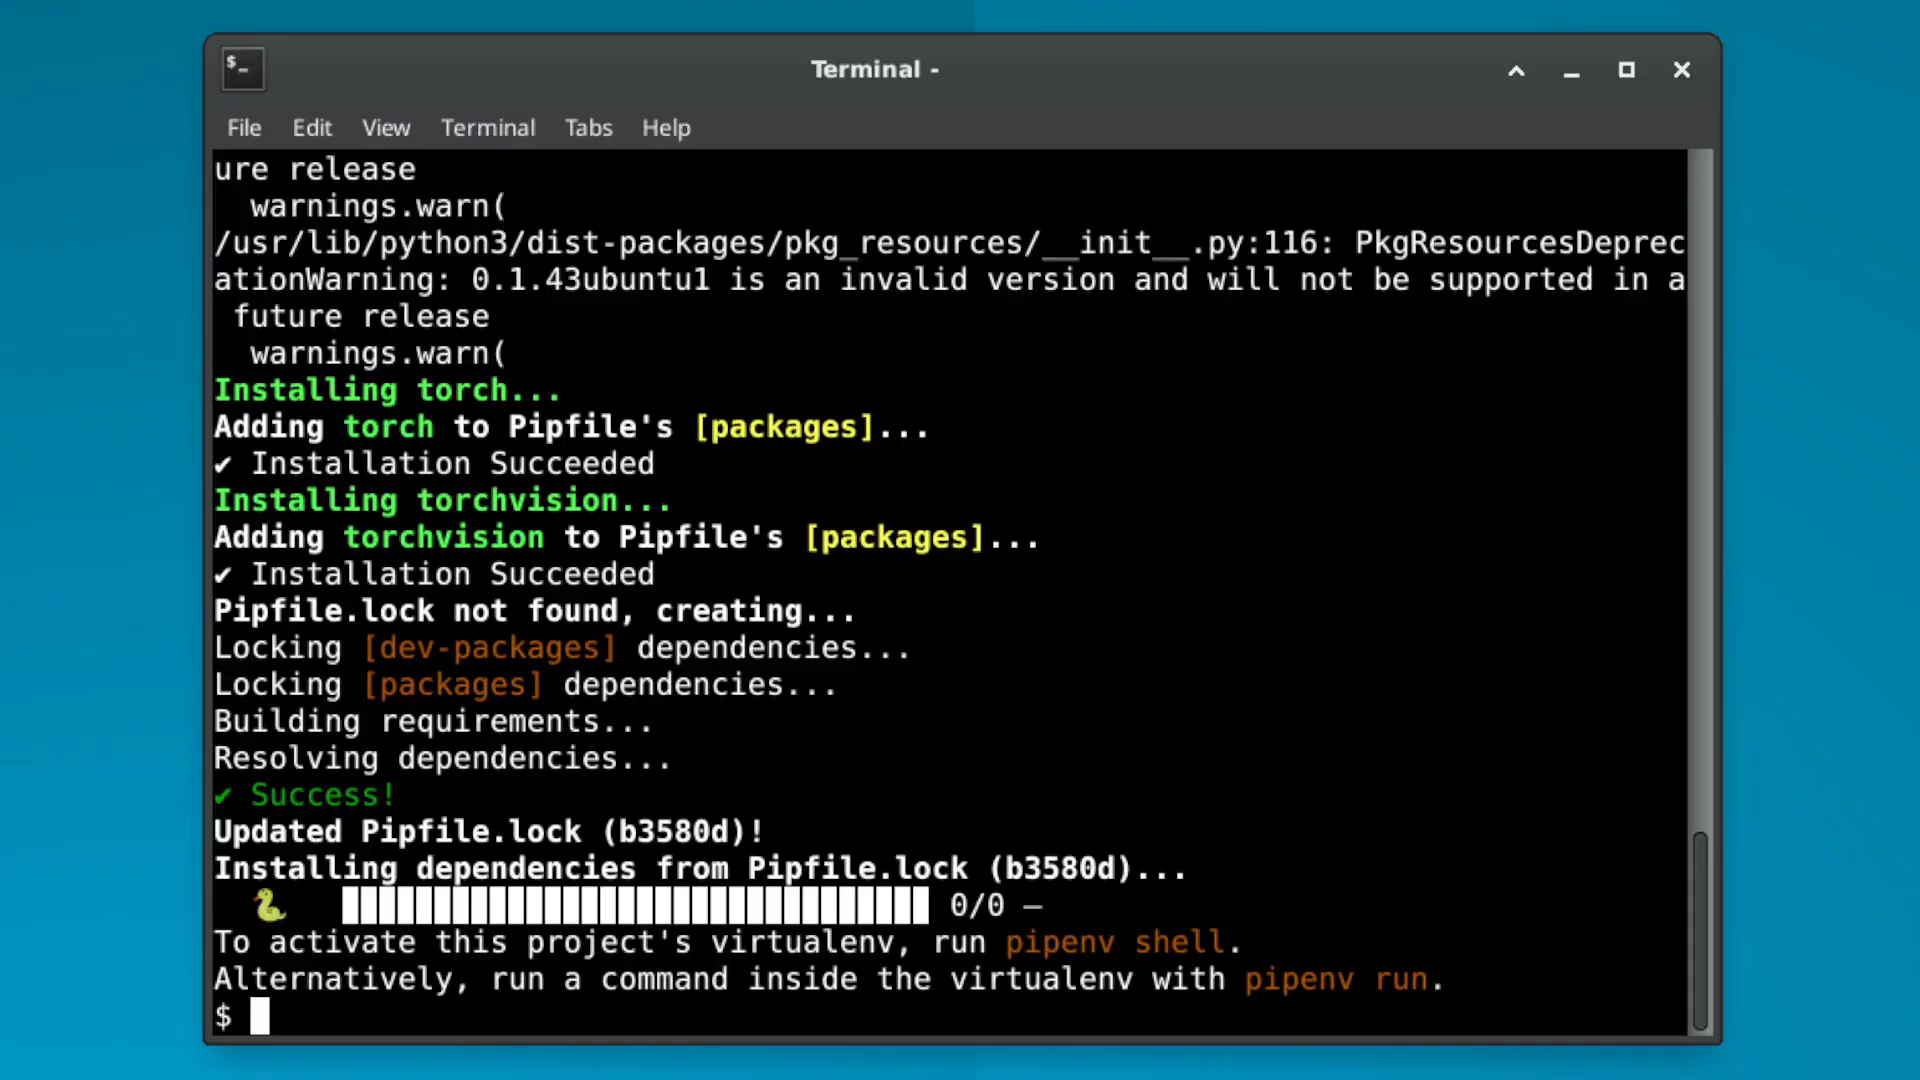 $_
Terminal -
File Edit View Terminal Tabs Help
ure release
  warnings.warn(
/usr/lib/python3/dist-packages/pkg_resources/__init__.py:116: PkgResourcesDeprec
ationWarning: 0.1.43ubuntu1 is an invalid version and will not be supported in a
 future release
  warnings.warn(
Installing torch...
Adding torch to Pipfile's [packages]...
✔ Installation Succeeded
Installing torchvision...
Adding torchvision to Pipfile's [packages]...
✔ Installation Succeeded
Pipfile.lock not found, creating...
Locking [dev-packages] dependencies...
Locking [packages] dependencies...
Building requirements...
Resolving dependencies...
✔ Success!
Updated Pipfile.lock (b3580d)!
Installing dependencies from Pipfile.lock (b3580d)...
🐍 ▉▉▉▉▉▉▉▉▉▉▉▉▉▉▉▉▉▉▉▉▉▉▉▉▉▉▉▉▉▉▉▉ 0/0 —
To activate this project's virtualenv, run pipenv shell.
Alternatively, run a command inside the virtualenv with pipenv run.
$